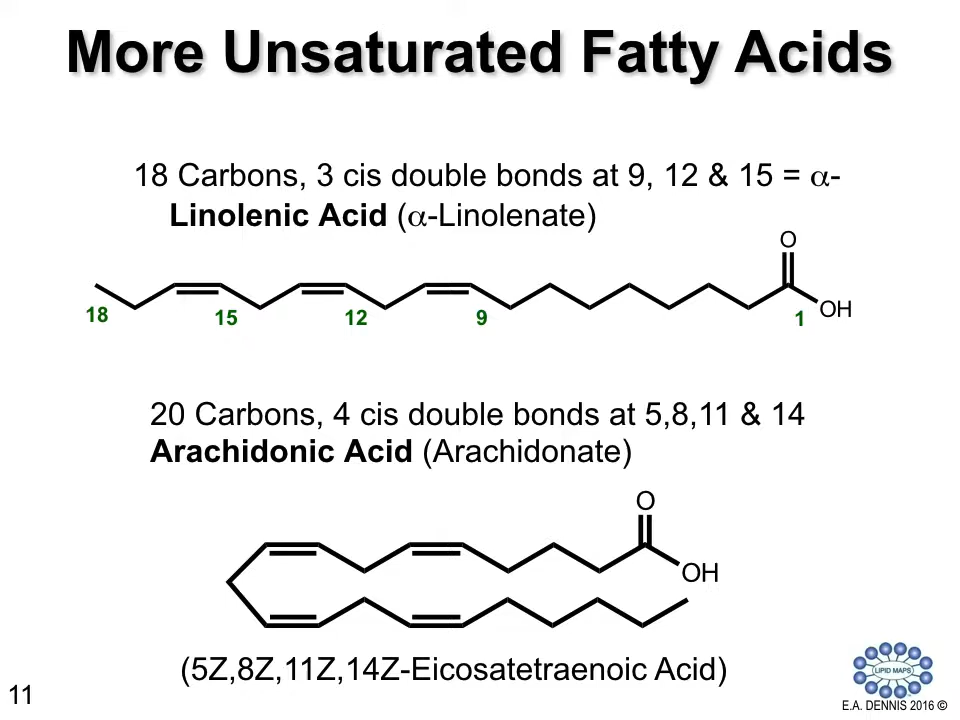 More Unsaturated Fatty Acids
18 Carbons, 3 cis double bonds at 9, 12 & 15 = α-
Linolenic Acid (α-Linolenate)
O
OH
18
15
12
9
1
20 Carbons, 4 cis double bonds at 5,8,11 & 14
Arachidonic Acid (Arachidonate)
O
OH
(5Z,8Z,11Z,14Z-Eicosatetraenoic Acid)
LIPID MAPS
11
E.A. DENNIS 2016 ©